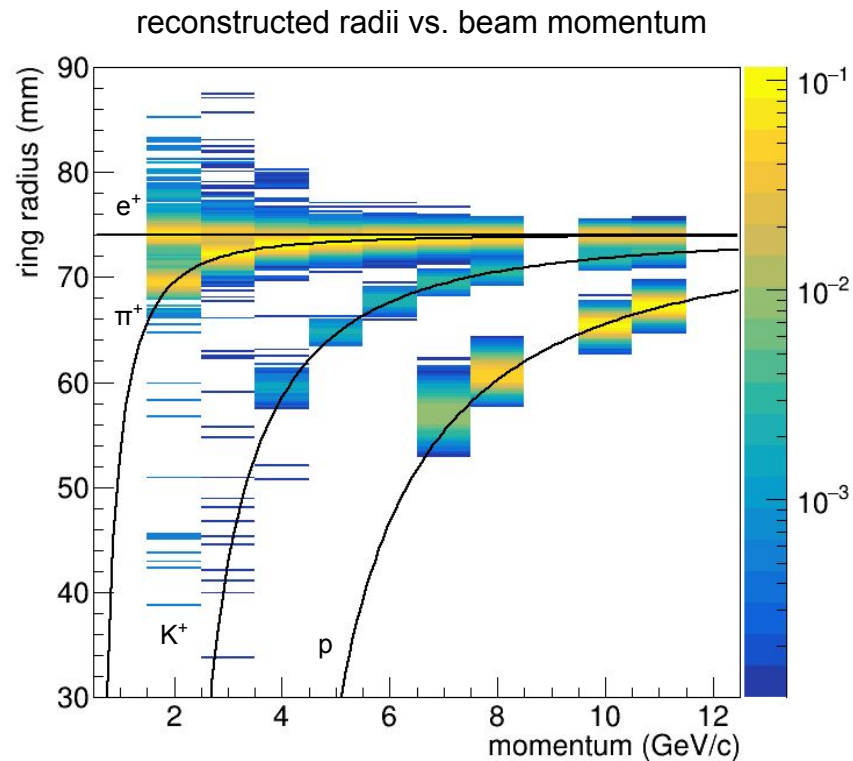 reconstructed radii vs. beam momentum
ring radius (mm)
90
80
70
60
50
40
30
e⁺
π⁺
K⁺
p
2 4 6 8 10 12
momentum (GeV/c)
10⁻¹
10⁻²
10⁻³